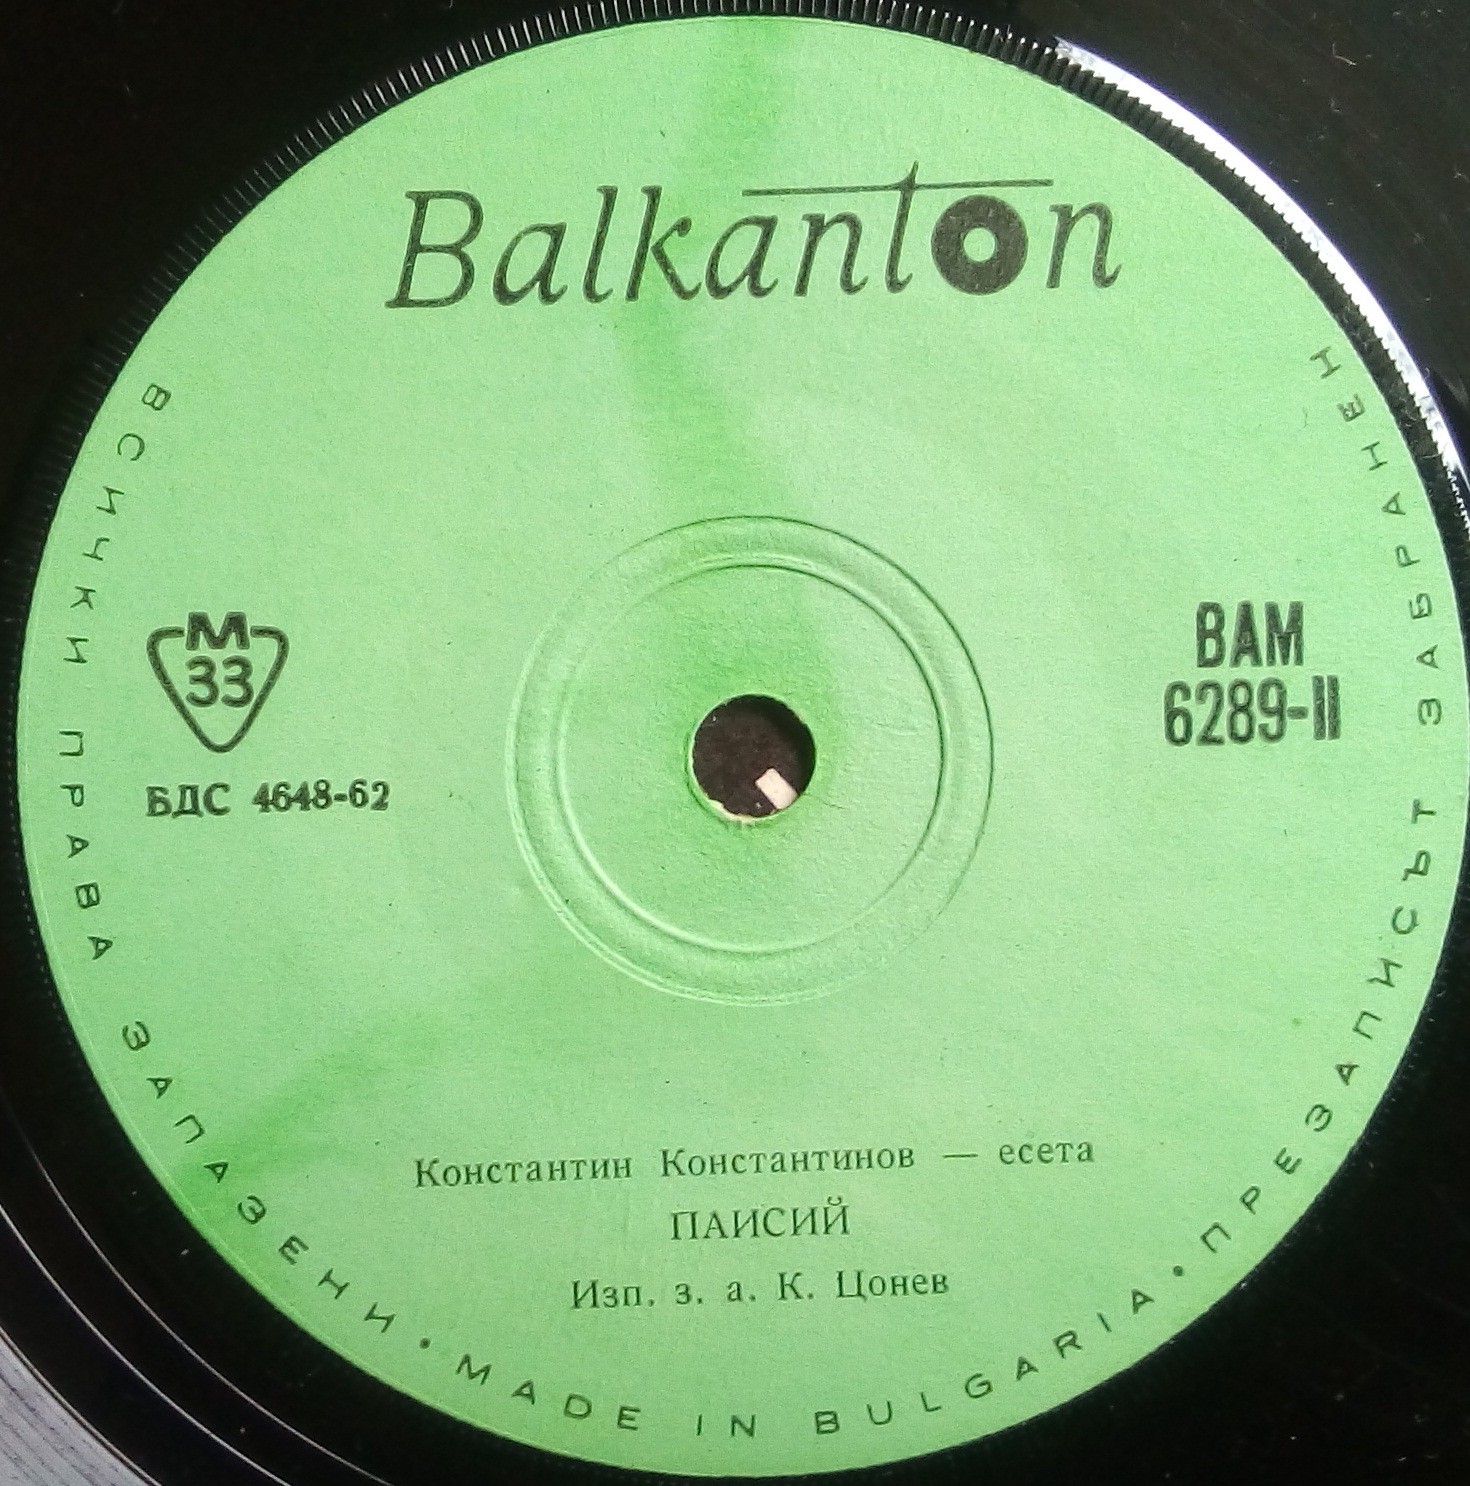 Balkanton
M
33
БДС 4648-62
ВАМ
6289-II
Константин Константинов — есета
ПАИСИЙ
Изп. з. а. К. Цонев
ВСИЧКИ ПРАВА ЗАПАЗЕНИ • MADE IN BULGARIA • ПРЕЗАПИСЪТ ЗАБРАНЕН